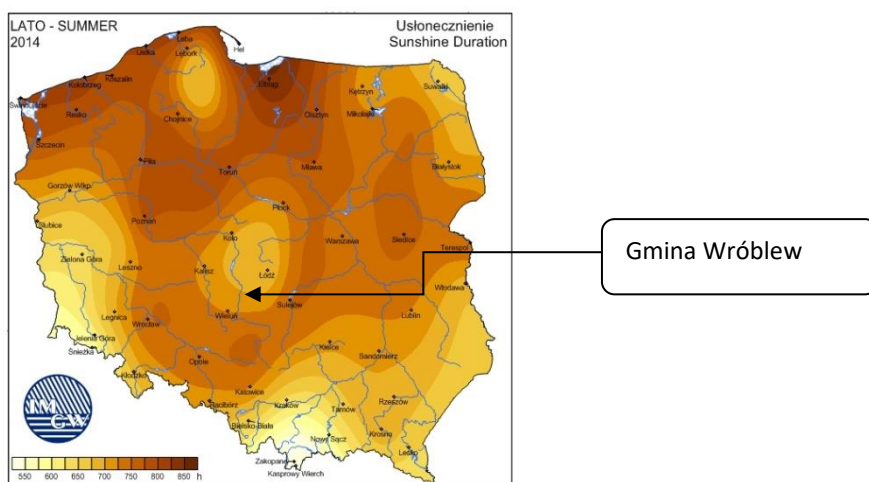 LATO - SUMMER
2014
Usłonecznienie
Sunshine Duration
Łeba
Hel
Ustka
Lębork
Kołobrzeg
Koszalin
Elbląg
Kętrzyn
Suwałki
Świnoujście
Resko
Chojnice
Olsztyn
Mikołajki
Szczecin
Piła
Toruń
Mława
Białystok
Gorzów Wlkp.
Słubice
Poznań
Koło
Płock
Warszawa
Siedlce
Terespol
Gmina Wróblew
Zielona Góra
Leszno
Kalisz
Łódź
Włodawa
Sulejów
Legnica
Wrocław
Wieluń
Lublin
Jelenia Góra
Śnieżka
Kielce
Opole
Sandomierz
Kłodzko
Katowice
Racibórz
Kraków
Tarnów
Rzeszów
Bielsko-Biała
Nowy Sącz
Krosno
Lesko
Zakopane
Kasprowy Wierch
IM
GW
550 600 650 700 750 800 850 h